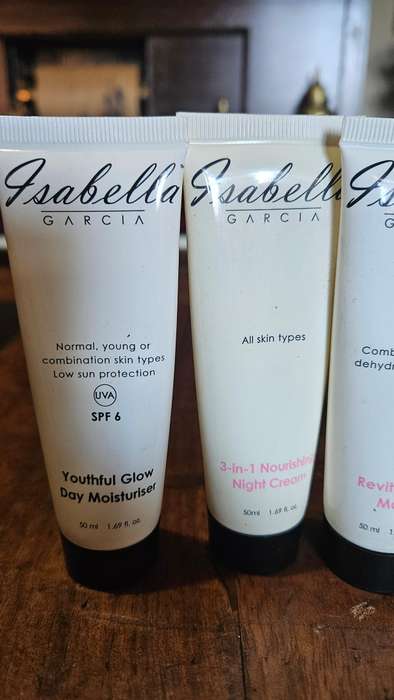 Isabella
GARCIA
Normal, young or
combination skin types
Low sun protection
UVA
SPF 6
Youthful Glow
Day Moisturiser
50 ml 1.69 fl. oz.
Isabella
GARCIA
All skin types
3-in-1 Nourishing
Night Cream
50ml 1.69 fl. oz.
50 ml